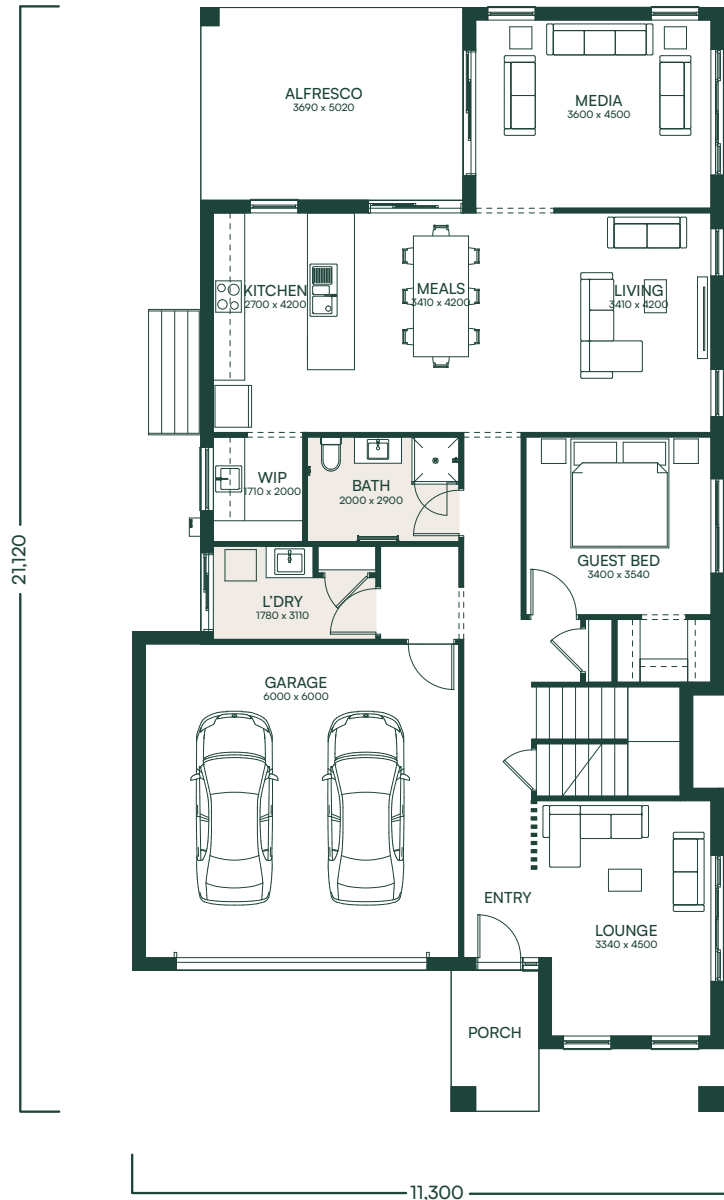 ALFRESCO
3690 x 5020
MEDIA
3600 x 4500
KITCHEN
2700 x 4200
MEALS
3410 x 4200
LIVING
3410 x 4200
WIP
1710 x 2000
BATH
2000 x 2900
GUEST BED
3400 x 3540
L'DRY
1780 x 3110
21,120
GARAGE
6000 x 6000
ENTRY
LOUNGE
3340 x 4500
PORCH
11,300